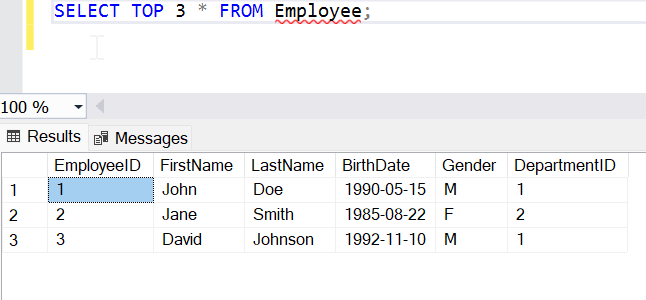 SELECT TOP 3 * FROM Employee;
100 %
Results Messages
EmployeeID FirstName LastName BirthDate Gender DepartmentID
1 1 John Doe 1990-05-15 M 1
2 2 Jane Smith 1985-08-22 F 2
3 3 David Johnson 1992-11-10 M 1